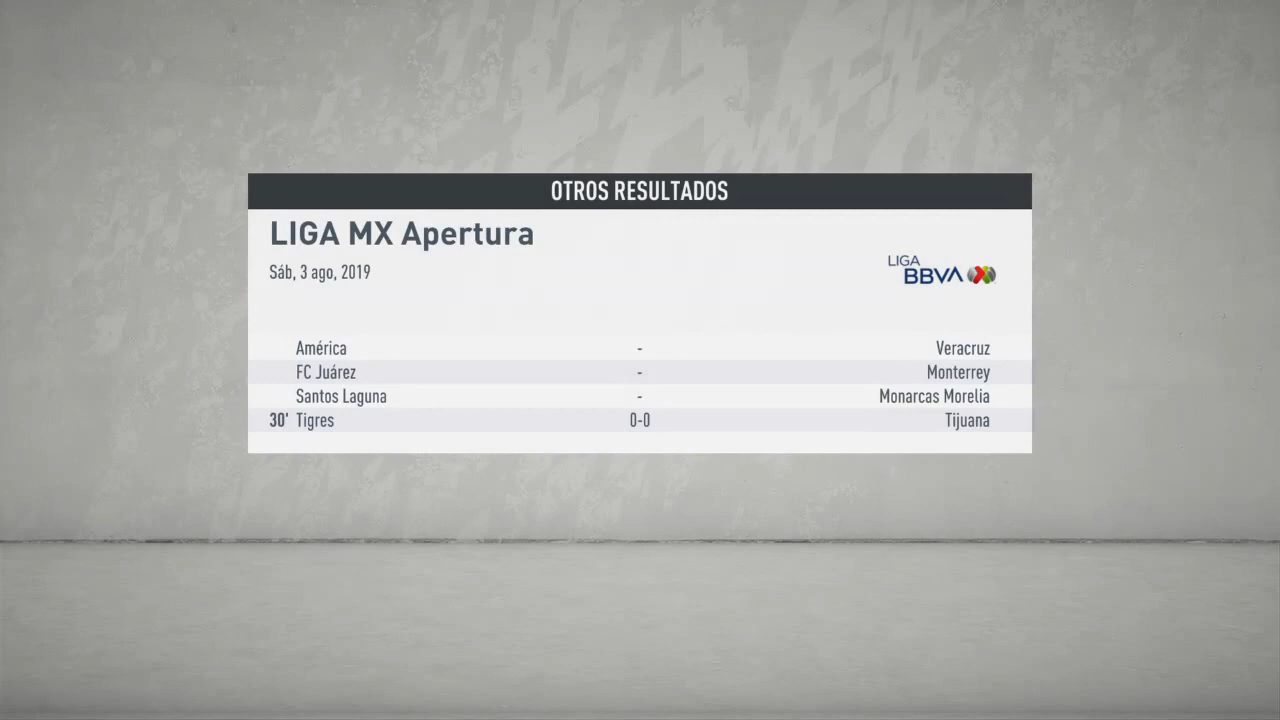 OTROS RESULTADOS
LIGA MX Apertura
Sáb, 3 ago, 2019
LIGA
BBVA
América - Veracruz
FC Juárez - Monterrey
Santos Laguna - Monarcas Morelia
30' Tigres 0-0 Tijuana